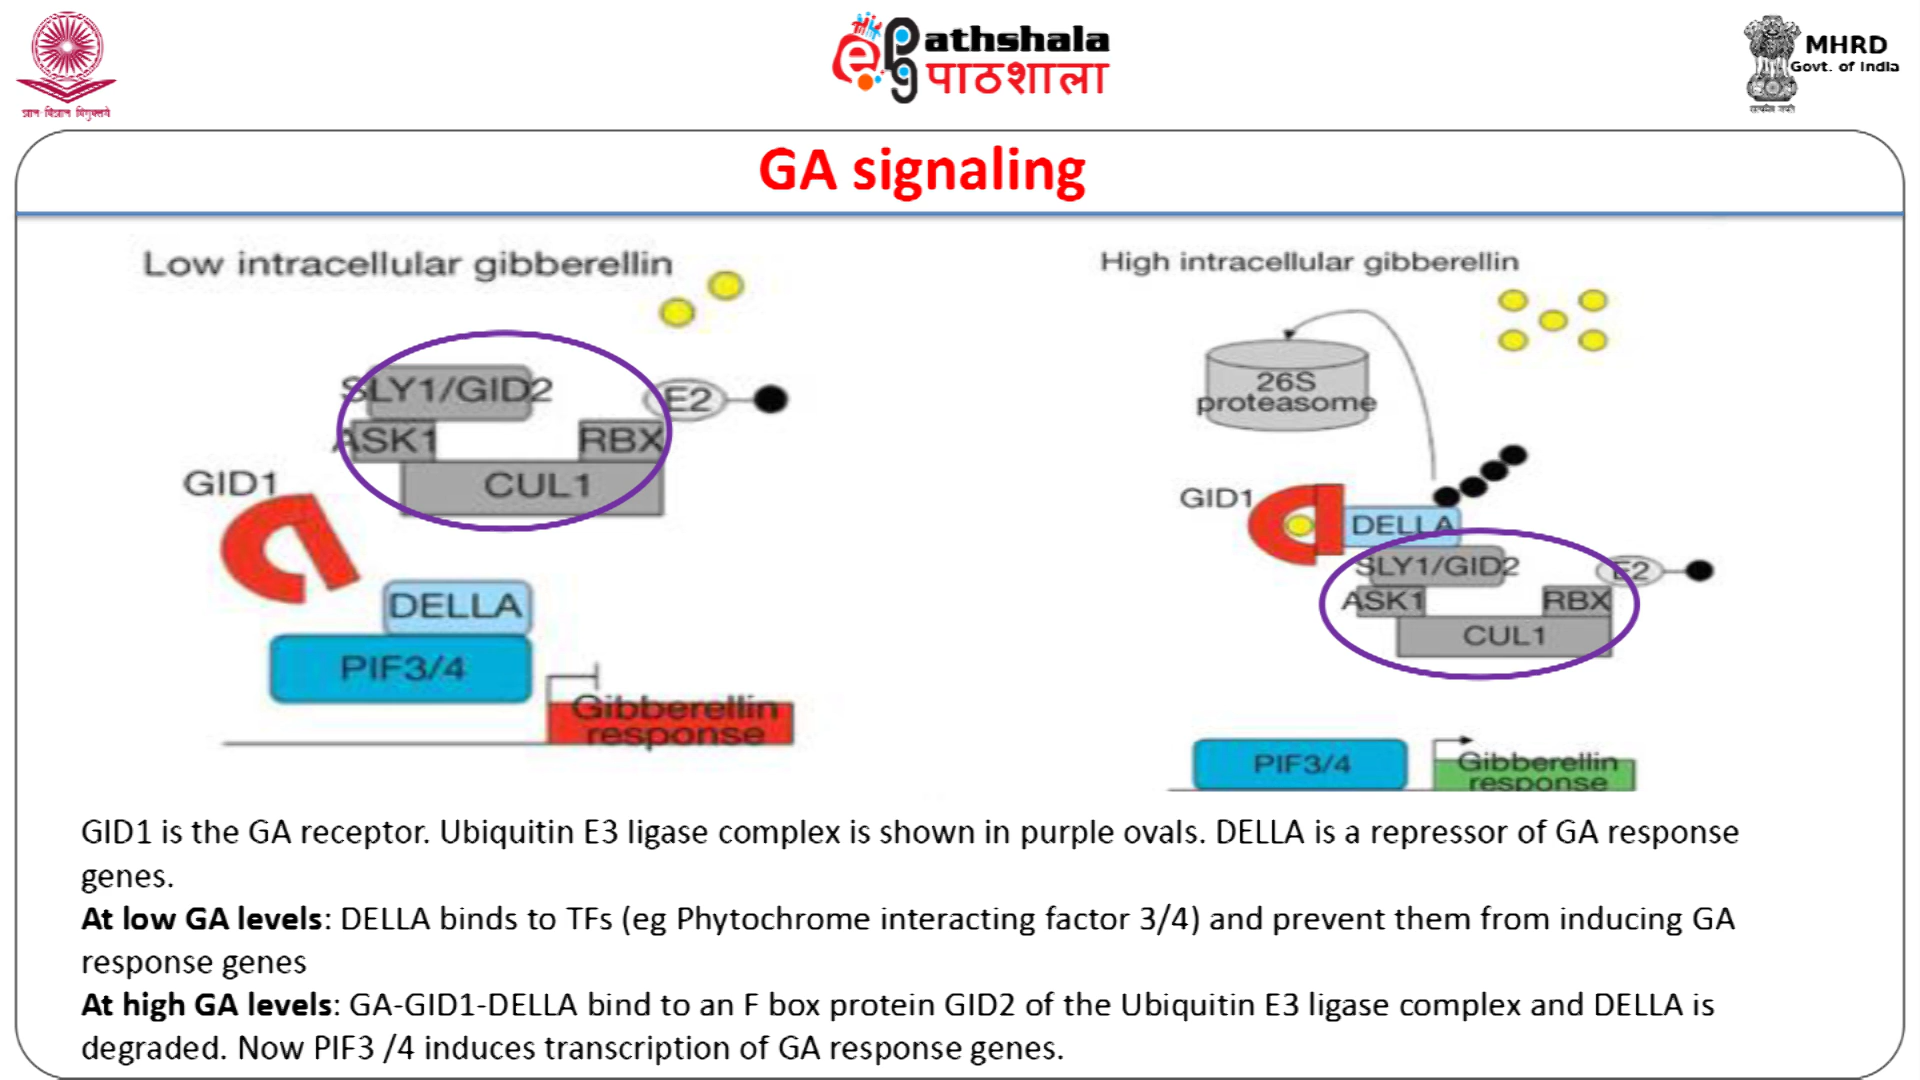 ज्ञान-विज्ञान विमुक्तये
ePG Pathshala
पाठशाला
MHRD
Govt. of India
सत्यमेव जयते
GA signaling
Low intracellular gibberellin
SLY1/GID2
E2
ASK1
RBX
CUL1
GID1
DELLA
PIF3/4
Gibberellin
response
High intracellular gibberellin
26S
proteasome
GID1
DELLA
SLY1/GID2
E2
ASK1
RBX
CUL1
PIF3/4
Gibberellin
response
GID1 is the GA receptor. Ubiquitin E3 ligase complex is shown in purple ovals. DELLA is a repressor of GA response
genes.
At low GA levels: DELLA binds to TFs (eg Phytochrome interacting factor 3/4) and prevent them from inducing GA
response genes
At high GA levels: GA-GID1-DELLA bind to an F box protein GID2 of the Ubiquitin E3 ligase complex and DELLA is
degraded. Now PIF3 /4 induces transcription of GA response genes.